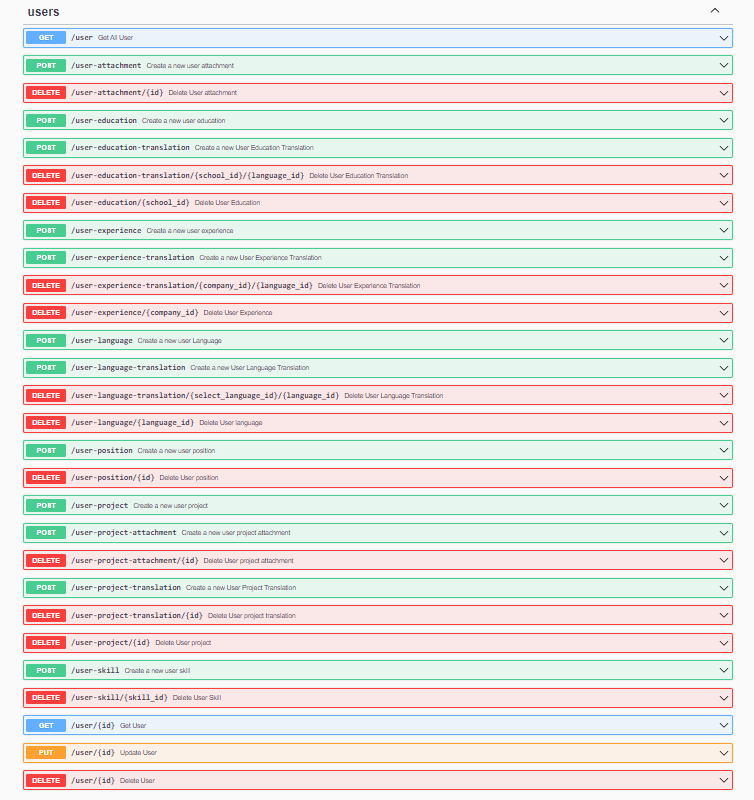 users
GET /user Get All User
POST /user-attachment Create a new user attachment
DELETE /user-attachment/{id} Delete User attachment
POST /user-education Create a new user education
POST /user-education-translation Create a new User Education Translation
DELETE /user-education-translation/{school_id}/{language_id} Delete User Education Translation
DELETE /user-education/{school_id} Delete User Education
POST /user-experience Create a new user experience
POST /user-experience-translation Create a new User Experience Translation
DELETE /user-experience-translation/{company_id}/{language_id} Delete User Experience Translation
DELETE /user-experience/{company_id} Delete User Experience
POST /user-language Create a new user Language
POST /user-language-translation Create a new User Language Translation
DELETE /user-language-translation/{select_language_id}/{language_id} Delete User Language Translation
DELETE /user-language/{language_id} Delete User language
POST /user-position Create a new user position
DELETE /user-position/{id} Delete User position
POST /user-project Create a new user project
POST /user-project-attachment Create a new user project attachment
DELETE /user-project-attachment/{id} Delete User project attachment
POST /user-project-translation Create a new User Project Translation
DELETE /user-project-translation/{id} Delete User project translation
DELETE /user-project/{id} Delete User project
POST /user-skill Create a new user skill
DELETE /user-skill/{skill_id} Delete User Skill
GET /user/{id} Get User
PUT /user/{id} Update User
DELETE /user/{id} Delete User